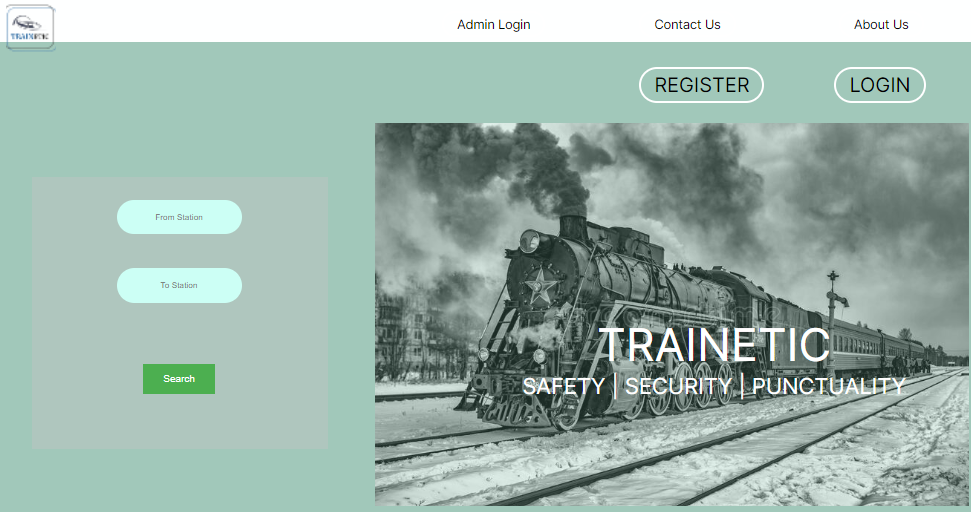 TRAINETIC
Admin Login
Contact Us
About Us
REGISTER
LOGIN
From Station
To Station
Search
TRAINETIC
SAFETY | SECURITY | PUNCTUALITY